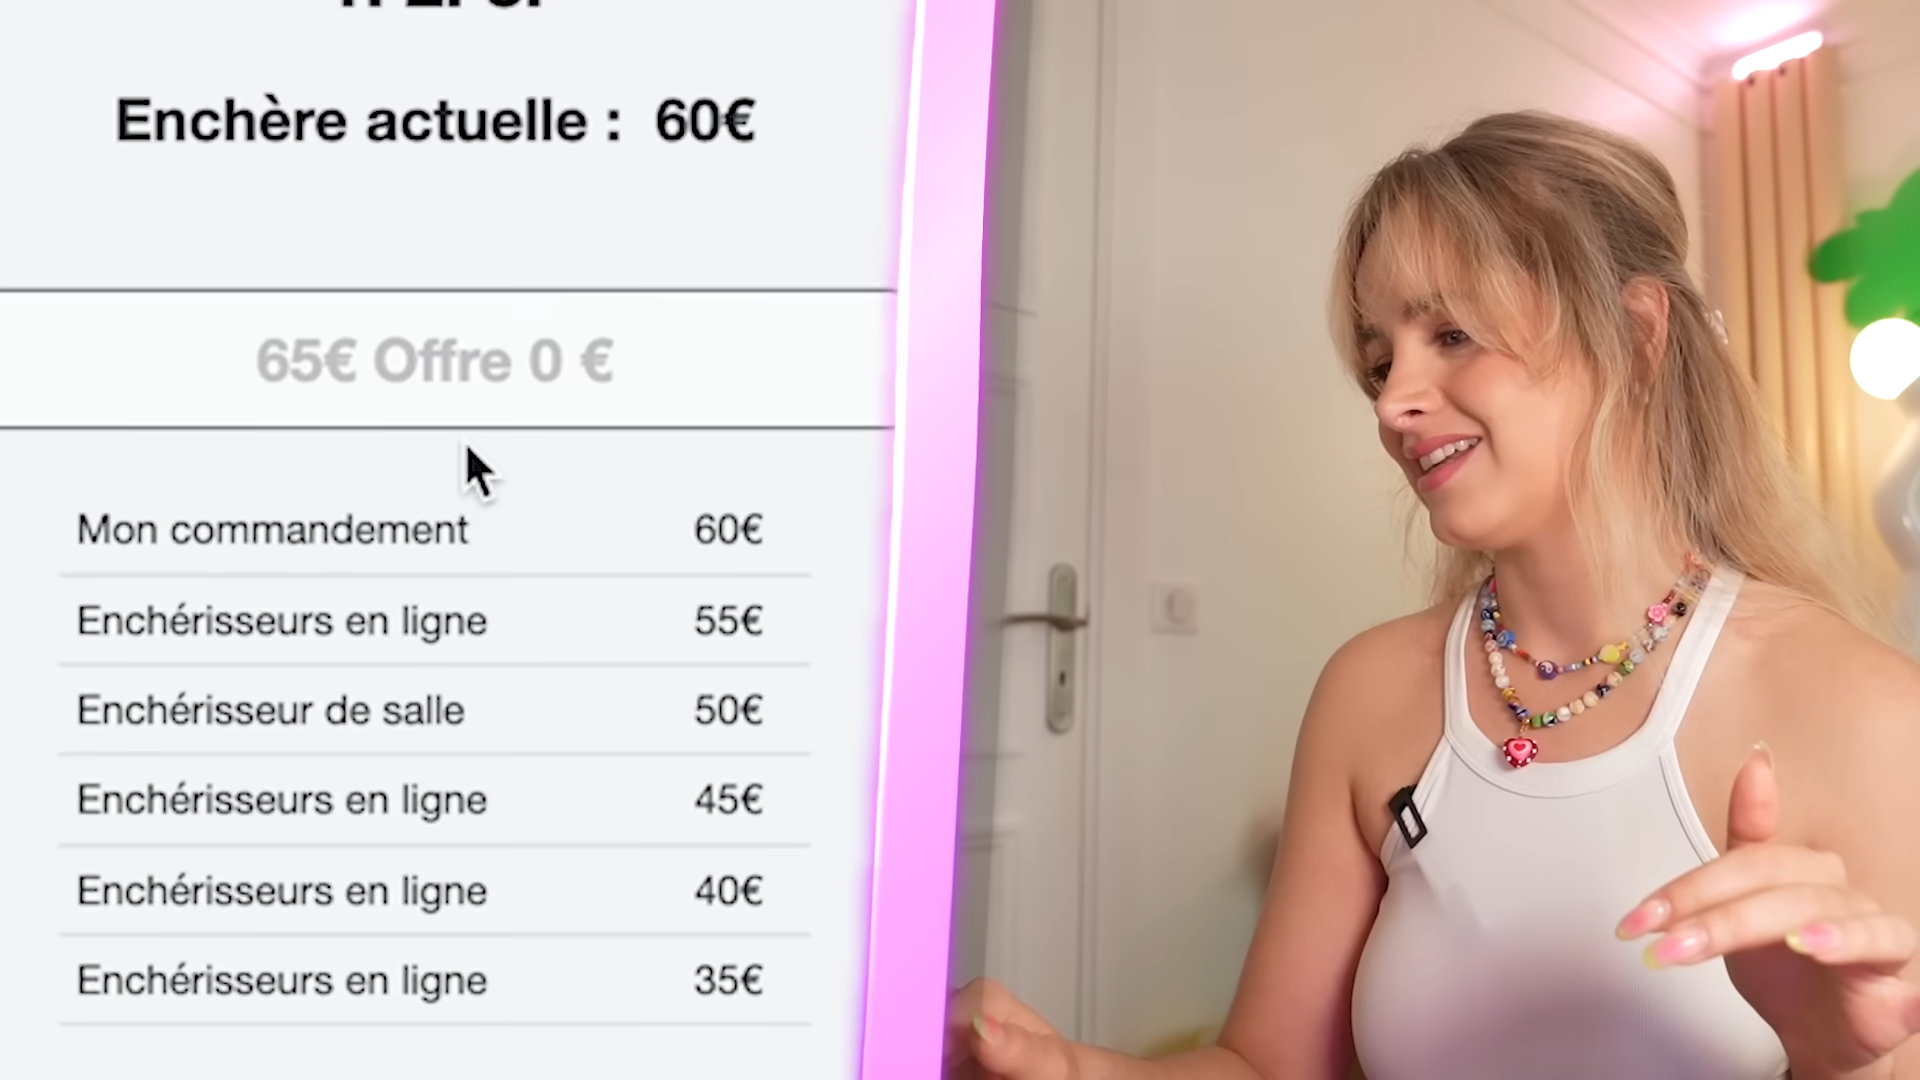 Enchère actuelle : 60€
65€ Offre 0 €
Mon commandement 60€
Enchérisseurs en ligne 55€
Enchérisseur de salle 50€
Enchérisseurs en ligne 45€
Enchérisseurs en ligne 40€
Enchérisseurs en ligne 35€